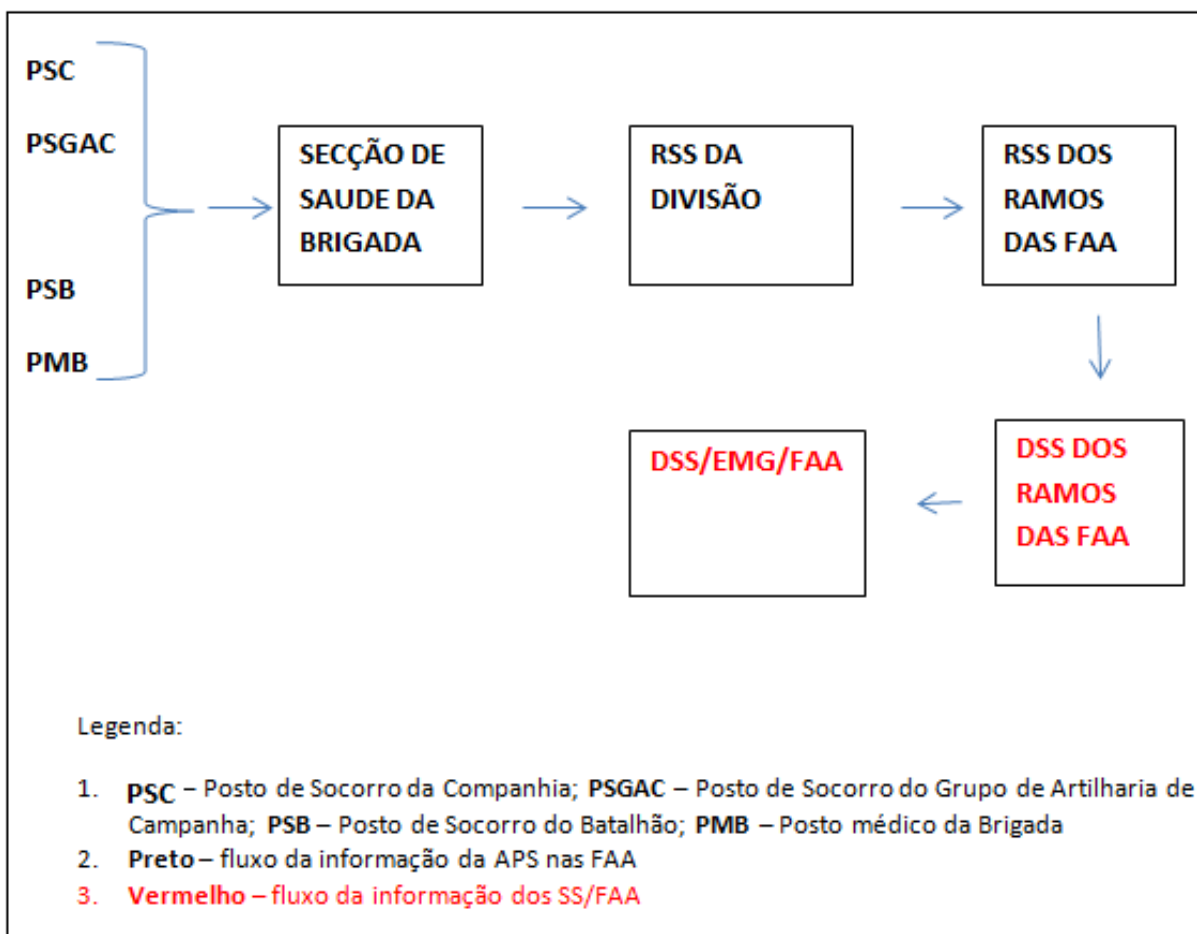 PSC
PSGAC
PSB
PMB
SECÇÃO DE
SAUDE DA
BRIGADA
RSS DA
DIVISÃO
RSS DOS
RAMOS
DAS FAA
DSS DOS
RAMOS
DAS FAA
DSS/EMG/FAA
Legenda:
1. PSC – Posto de Socorro da Companhia; PSGAC – Posto de Socorro do Grupo de Artilharia de
Campanha; PSB – Posto de Socorro do Batalhão; PMB – Posto médico da Brigada
2. Preto – fluxo da informação da APS nas FAA
3. Vermelho – fluxo da informação dos SS/FAA